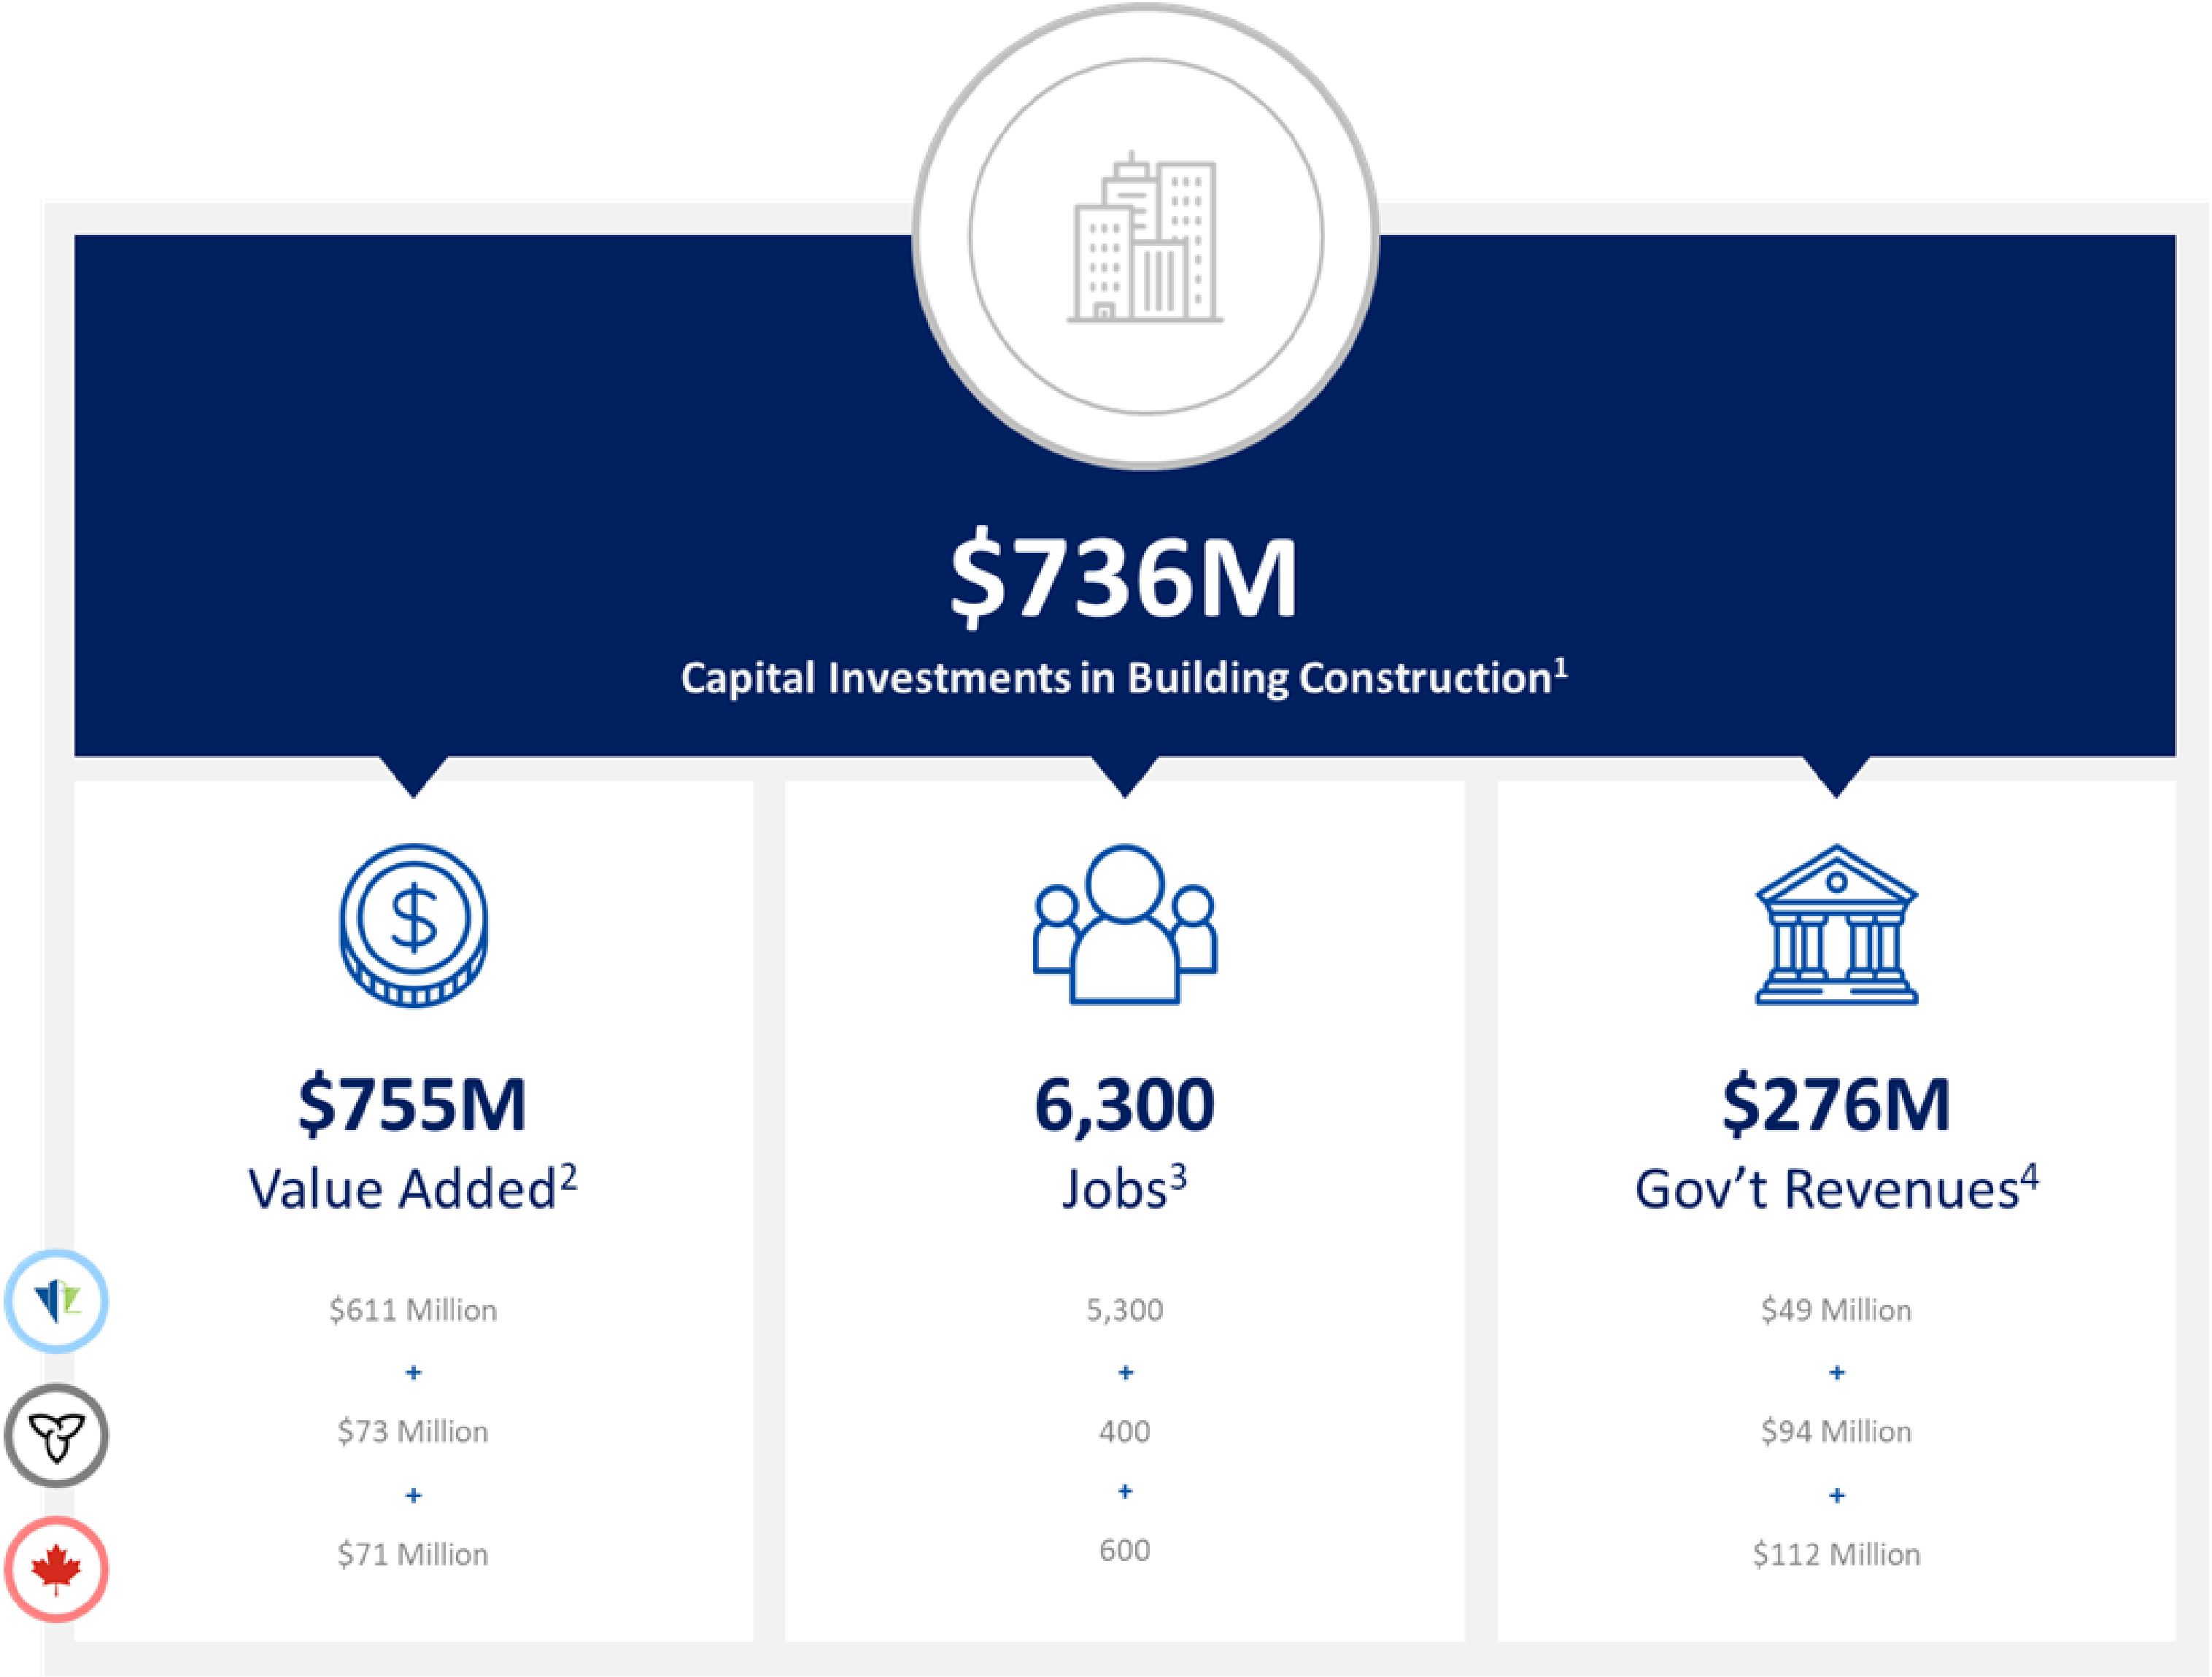 $736M
Capital Investments in Building Construction¹
$755M
Value Added²
$611 Million
+
$73 Million
+
$71 Million
6,300
Jobs³
5,300
+
400
+
600
$276M
Gov’t Revenues⁴
$49 Million
+
$94 Million
+
$112 Million